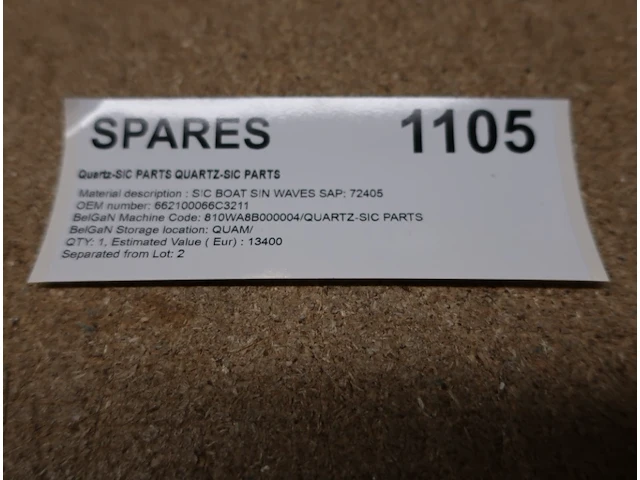 SPARES 1105
Quartz-SIC PARTS QUARTZ-SIC PARTS
Material description : SIC BOAT SIN WAVES SAP: 72405
OEM number: 662100066C3211
BelGaN Machine Code: 810WA8B000004/QUARTZ-SIC PARTS
BelGaN Storage location: QUAM/
QTY: 1, Estimated Value ( Eur) : 13400
Separated from Lot: 2